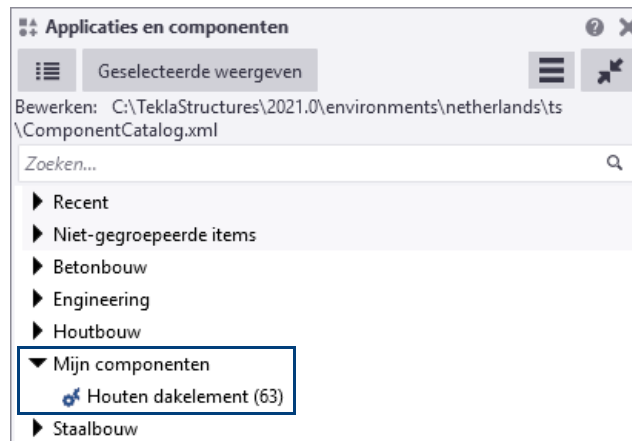 Applicaties en componenten
Geselecteerde weergeven
Bewerken: C:\TeklaStructures\2021.0\environments\netherlands\ts
\ComponentCatalog.xml
Zoeken...
Recent
Niet-gegroepeerde items
Betonbouw
Engineering
Houtbouw
Mijn componenten
Houten dakelement (63)
Staalbouw